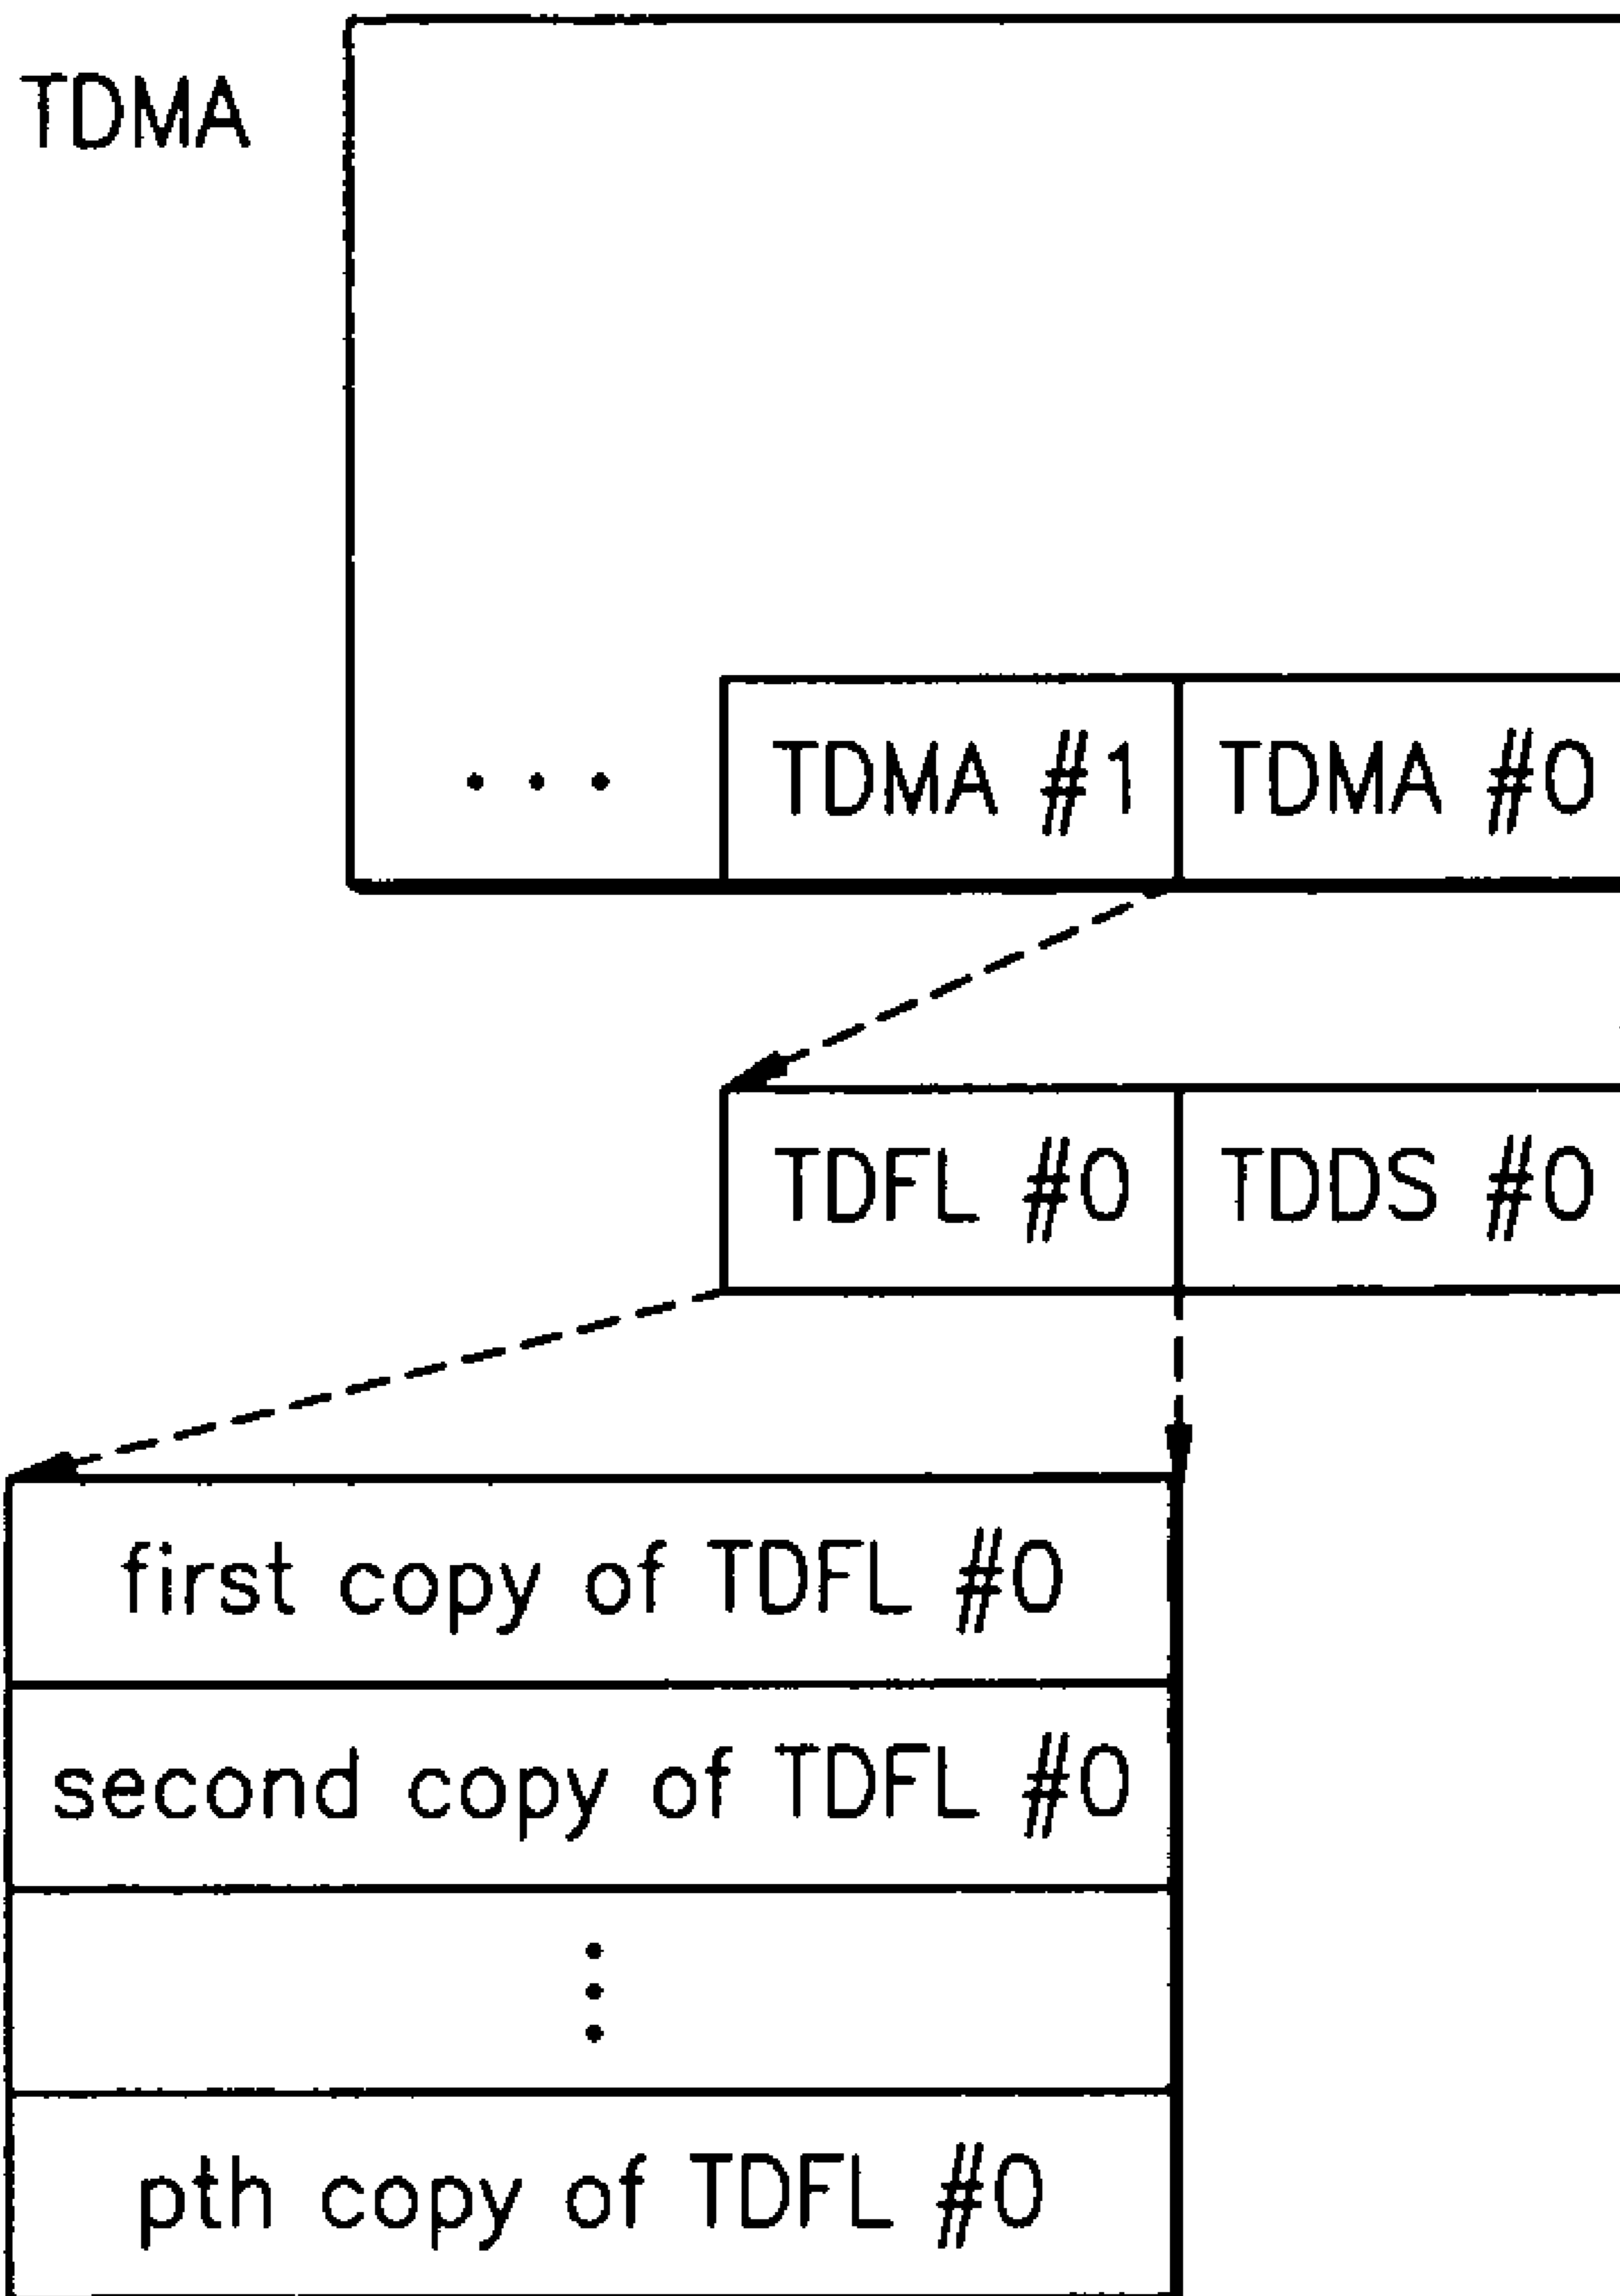 TDMA
... TDMA #1 TDMA #0
TDFL #0 TDDS #0
first copy of TDFL #0
second copy of TDFL #0
⋮
pth copy of TDFL #0